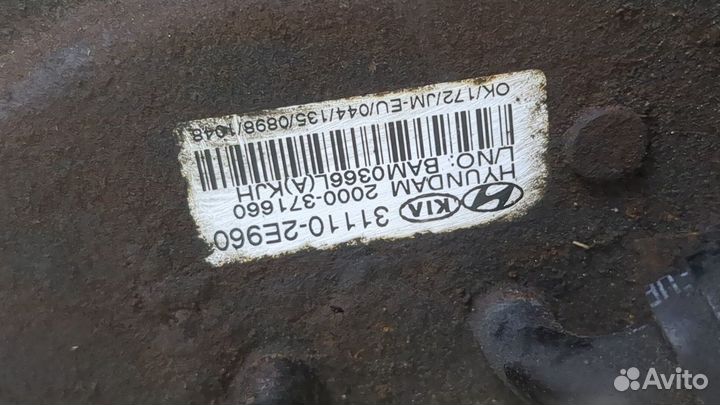 KIA 31110-2E960
HYUNDAM 2000-371660
L/NO: BAM0366L(A)KJH
OK/172/JM-EU/044/135/0898/1048
Avito